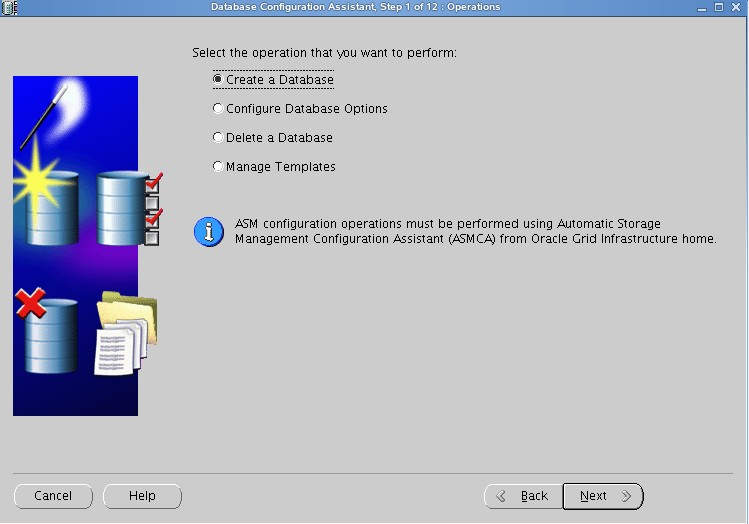 Database Configuration Assistant, Step 1 of 12 : Operations
Select the operation that you want to perform:
Create a Database
Configure Database Options
Delete a Database
Manage Templates
ASM configuration operations must be performed using Automatic Storage
Management Configuration Assistant (ASMCA) from Oracle Grid Infrastructure home.
Cancel
Help
Back
Next